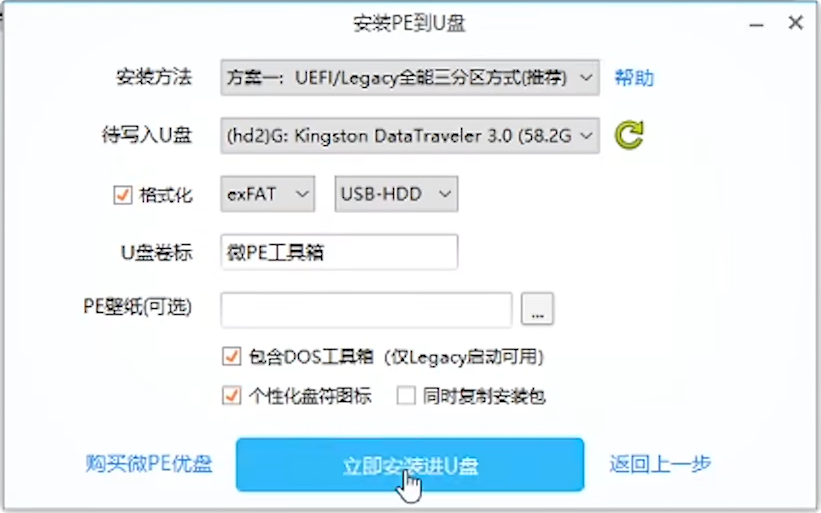 安装PE到U盘
安装方法 方案一：UEFI/Legacy全能三分区方式(推荐) 帮助
待写入U盘 (hd2)G: Kingston DataTraveler 3.0 (58.2G
格式化 exFAT USB-HDD
U盘卷标 微PE工具箱
PE壁纸(可选) ...
包含DOS工具箱（仅Legacy启动可用）
个性化盘符图标 同时复制安装包
购买微PE优盘 立即安装进U盘 返回上一步